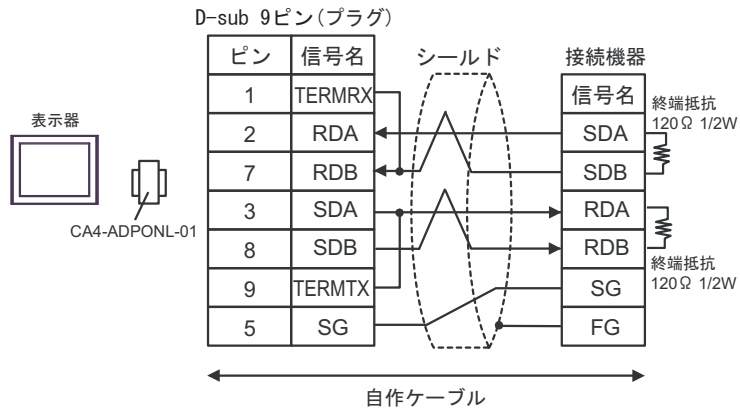 D-sub 9ピン(プラグ)
ピン 信号名 シールド 接続機器
1 TERMRX 信号名
2 RDA SDA
7 RDB SDB
3 SDA RDA
8 SDB RDB
9 TERMTX SG
5 SG FG
終端抵抗
120Ω 1/2W
終端抵抗
120Ω 1/2W
表示器
CA4-ADPONL-01
自作ケーブル